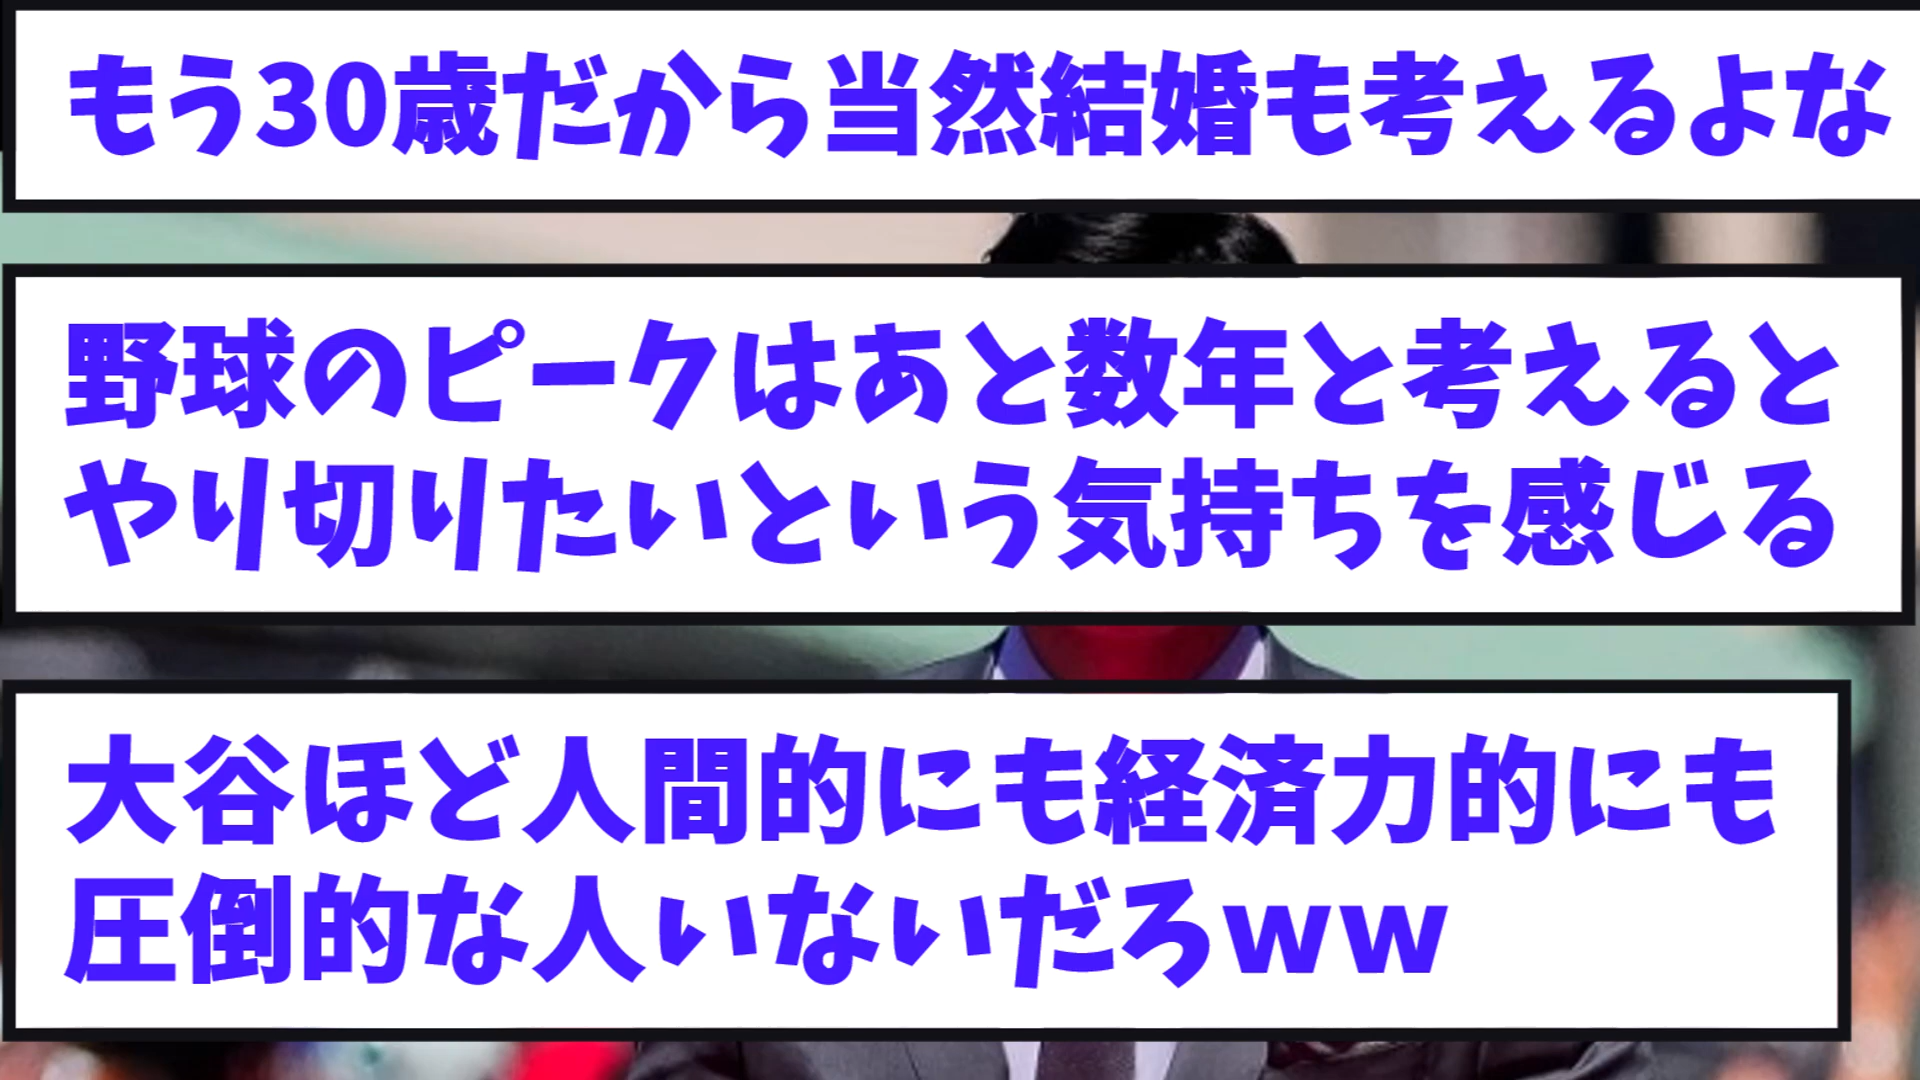 もう30歳だから当然結婚も考えるよな
野球のピークはあと数年と考えると
やり切りたいという気持ちを感じる
大谷ほど人間的にも経済力的にも
圧倒的な人いないだろｗｗ